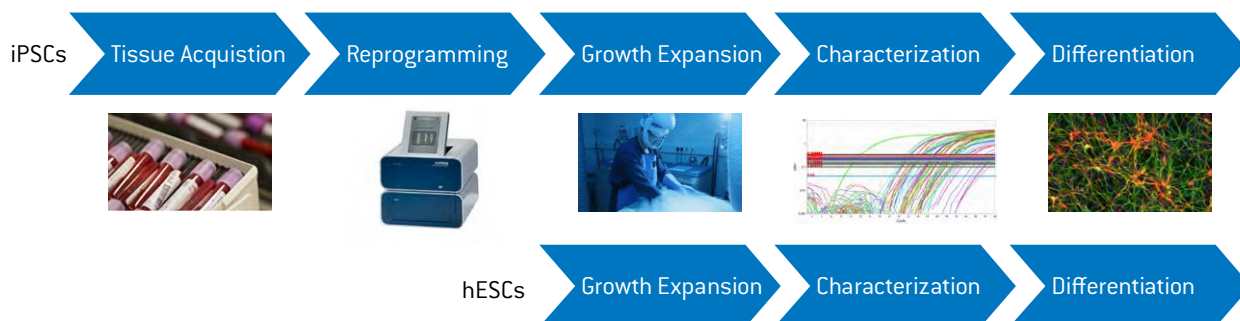 iPSCs
Tissue Acquistion
Reprogramming
Growth Expansion
Characterization
Differentiation
hESCs
Growth Expansion
Characterization
Differentiation